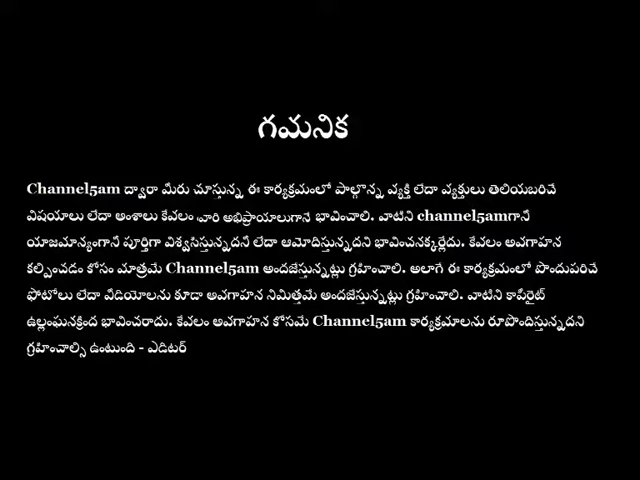 గమనిక
Channel5am ద్వారా మీరు చూస్తున్న ఈ కార్యక్రమంలో పాల్గొన్న వ్యక్తి లేదా వ్యక్తులు తెలియబరిచే
విషయాలు లేదా అంశాలు కేవలం వారి అభిప్రాయాలుగానే భావించాలి. వాటిని channel5amగానీ
యాజమాన్యంగానీ పూర్తిగా విశ్వసిస్తున్నదనీ లేదా ఆమోదిస్తున్నదని భావించనక్కర్లేదు. కేవలం అవగాహన
కల్పించడం కోసం మాత్రమే Channel5am అందజేస్తున్నట్లు గ్రహించాలి. అలాగే ఈ కార్యక్రమంలో పొందుపరిచే
ఫోటోలు లేదా వీడియోలను కూడా అవగాహన నిమిత్తమే అందజేస్తున్నట్లు గ్రహించాలి. వాటిని కాపీరైట్
ఉల్లంఘనక్రింద భావించరాదు. కేవలం అవగాహన కోసమే Channel5am కార్యక్రమాలను రూపొందిస్తున్నదని
గ్రహించాల్సి ఉంటుంది - ఎడిటర్